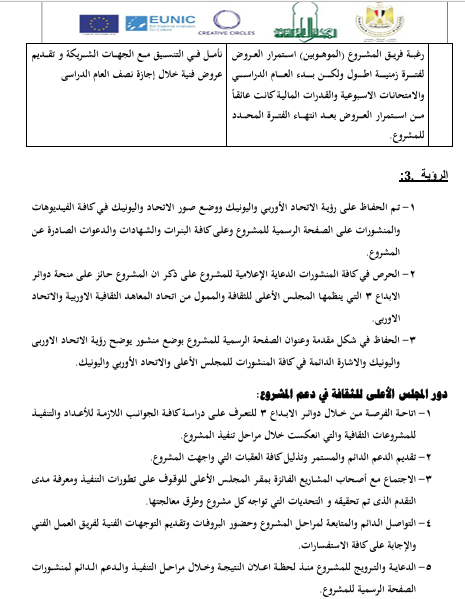 EUNIC
CREATIVE CIRCLES
رغبة فريق المشروع (الموهوبين) استمرار العروض
لفترة زمنية اطول ولكن بدء العام الدراسي
والامتحانات الاسبوعية والقدرات المالية كانت عائقاً
من استمرار العروض بعد انتهاء الفترة المحدد
للمشروع.
نأمل في التنسيق مع الجهات الشريكة و تقديم
عروض فنية خلال إجازة نصف العام الدراسى
3. الرؤية:
١- تم الحفاظ على رؤية الاتحاد الأوربي واليونيك ووضع صور الاتحاد واليونيك في كافة الفيديوهات
والمنشورات على الصفحة الرسمية للمشروع وعلى كافة البنرات والشهادات والدعوات الصادرة عن
المشروع.
٢- الحرص في كافة المنشورات الدعاية الإعلامية للمشروع على ذكر ان المشروع حائز على منحة دوائر
الابداع ٣ التي ينظمها المجلس الأعلى للثقافة والممول من اتحاد المعاهد الثقافية الاوربية والاتحاد
الاوربى.
٣- الحفاظ في شكل مقدمة وعنوان الصفحة الرسمية للمشروع بوضع منشور يوضح رؤية الاتحاد الاوربى
واليونيك والاشارة الدائمة في كافة المنشورات للمجلس الأعلى والاتحاد الأوربي واليونيك.
دور المجلس الأعلى للثقافة في دعم المشروع:
١- اتاحة الفرصة من خلال دوائر الابداع ٣ للتعرف على دراسة كافة الجوانب اللازمة للأعداد والتنفيذ
للمشروعات الثقافية والتي انعكست خلال مراحل تنفيذ المشروع.
٢- تقديم الدعم الدائم والمستمر وتذليل كافة العقبات التي واجهت المشروع.
٣- الاجتماع مع أصحاب المشاريع الفائزة بمقر المجلس الأعلى للوقوف على تطورات التنفيذ ومعرفة مدى
التقدم الذى تم تحقيقه و التحديات التي تواجه كل مشروع وطرق معالجتها.
٤- التواصل الدائم والمتابعة لمراحل المشروع وحضور البروفات وتقديم التوجهات الفنية لفريق العمل الفني
والإجابة على كافة الاستفسارات.
٥- الدعاية والترويج للمشروع منذ لحظة اعلان النتيجة وخلال مراحل التنفيذ والدعم الدائم لمنشورات
الصفحة الرسمية للمشروع.